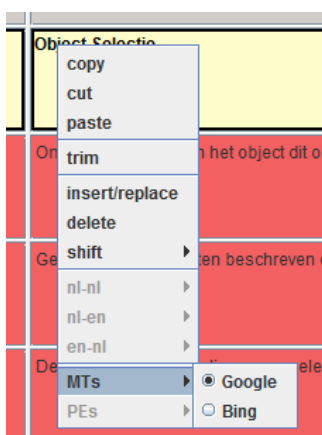 Object Selectie
copy
cut
paste
On
trim
het object dit o
insert/replace
delete
Ge
shift
ten beschreven
nl-nl
nl-en
en-nl
De
ele
MTs
Google
PEs
Bing